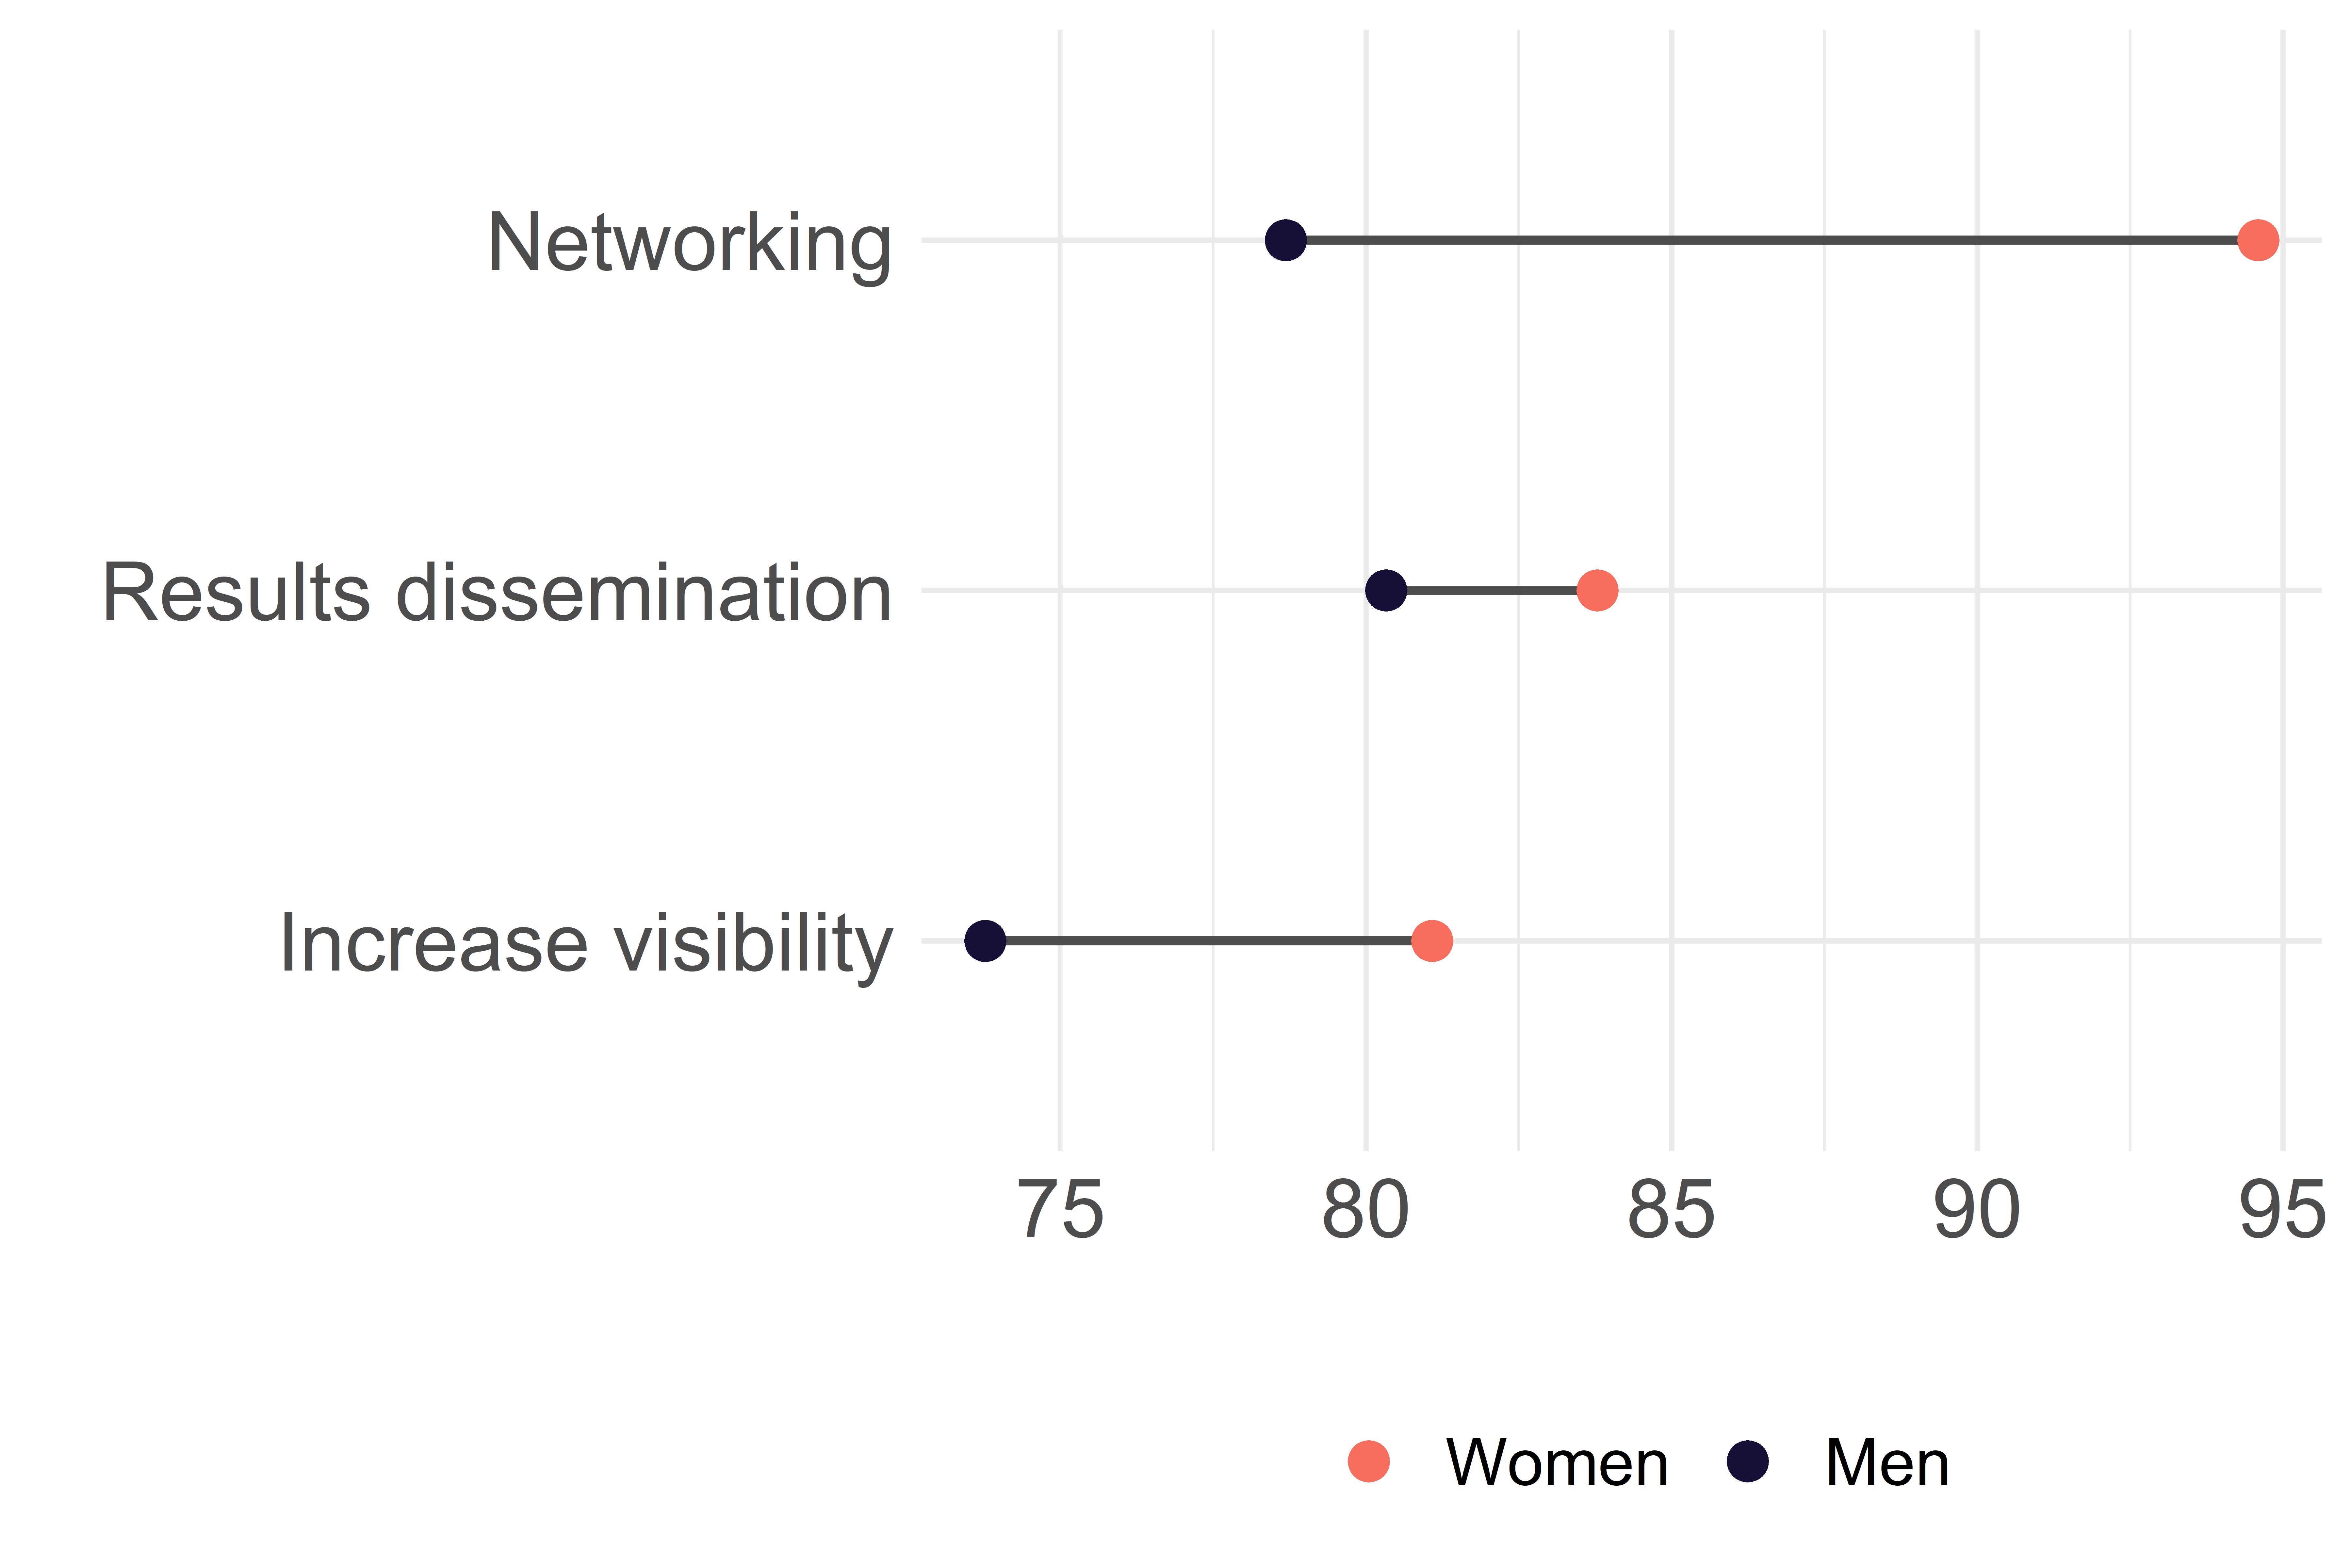 Networking
Results dissemination
Increase visibility
75 80 85 90 95
Women Men